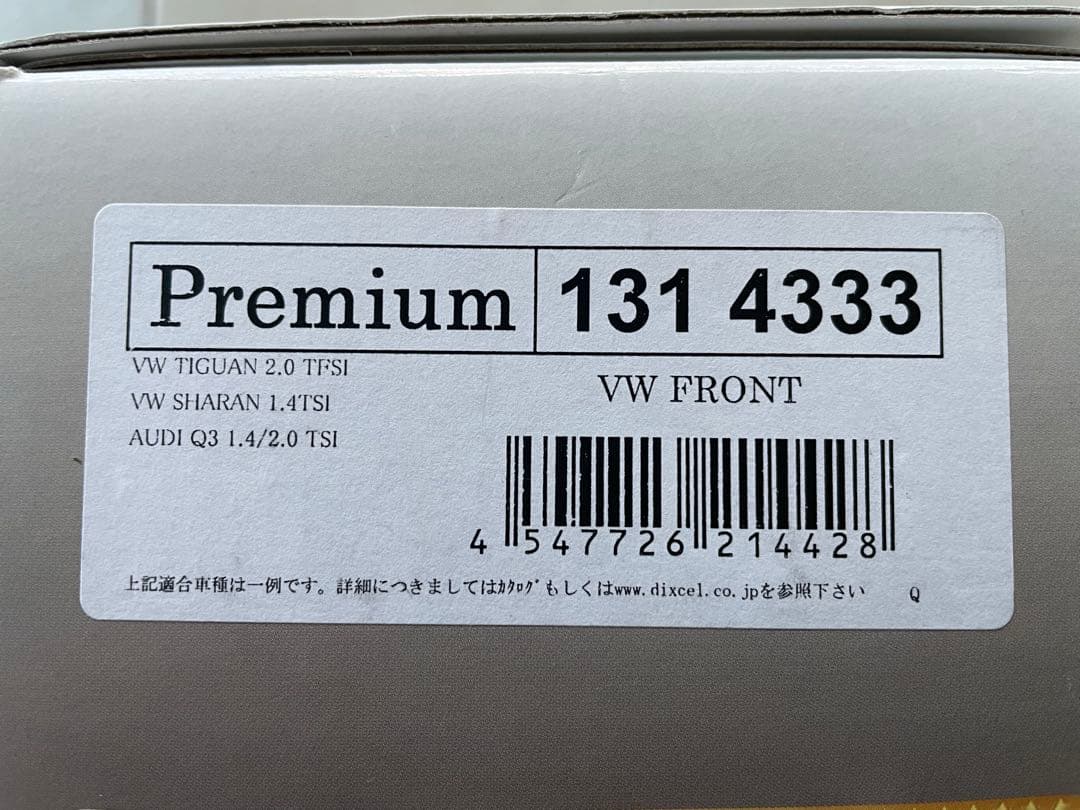 Premium 131 4333
VW TIGUAN 2.0 TFSI
VW SHARAN 1.4TSI
AUDI Q3 1.4/2.0 TSI
VW FRONT
4 547726 214428
上記適合車種は一例です。詳細につきましてはｶﾀﾛｸﾞもしくはwww.dixcel.co.jpを参照下さい Q